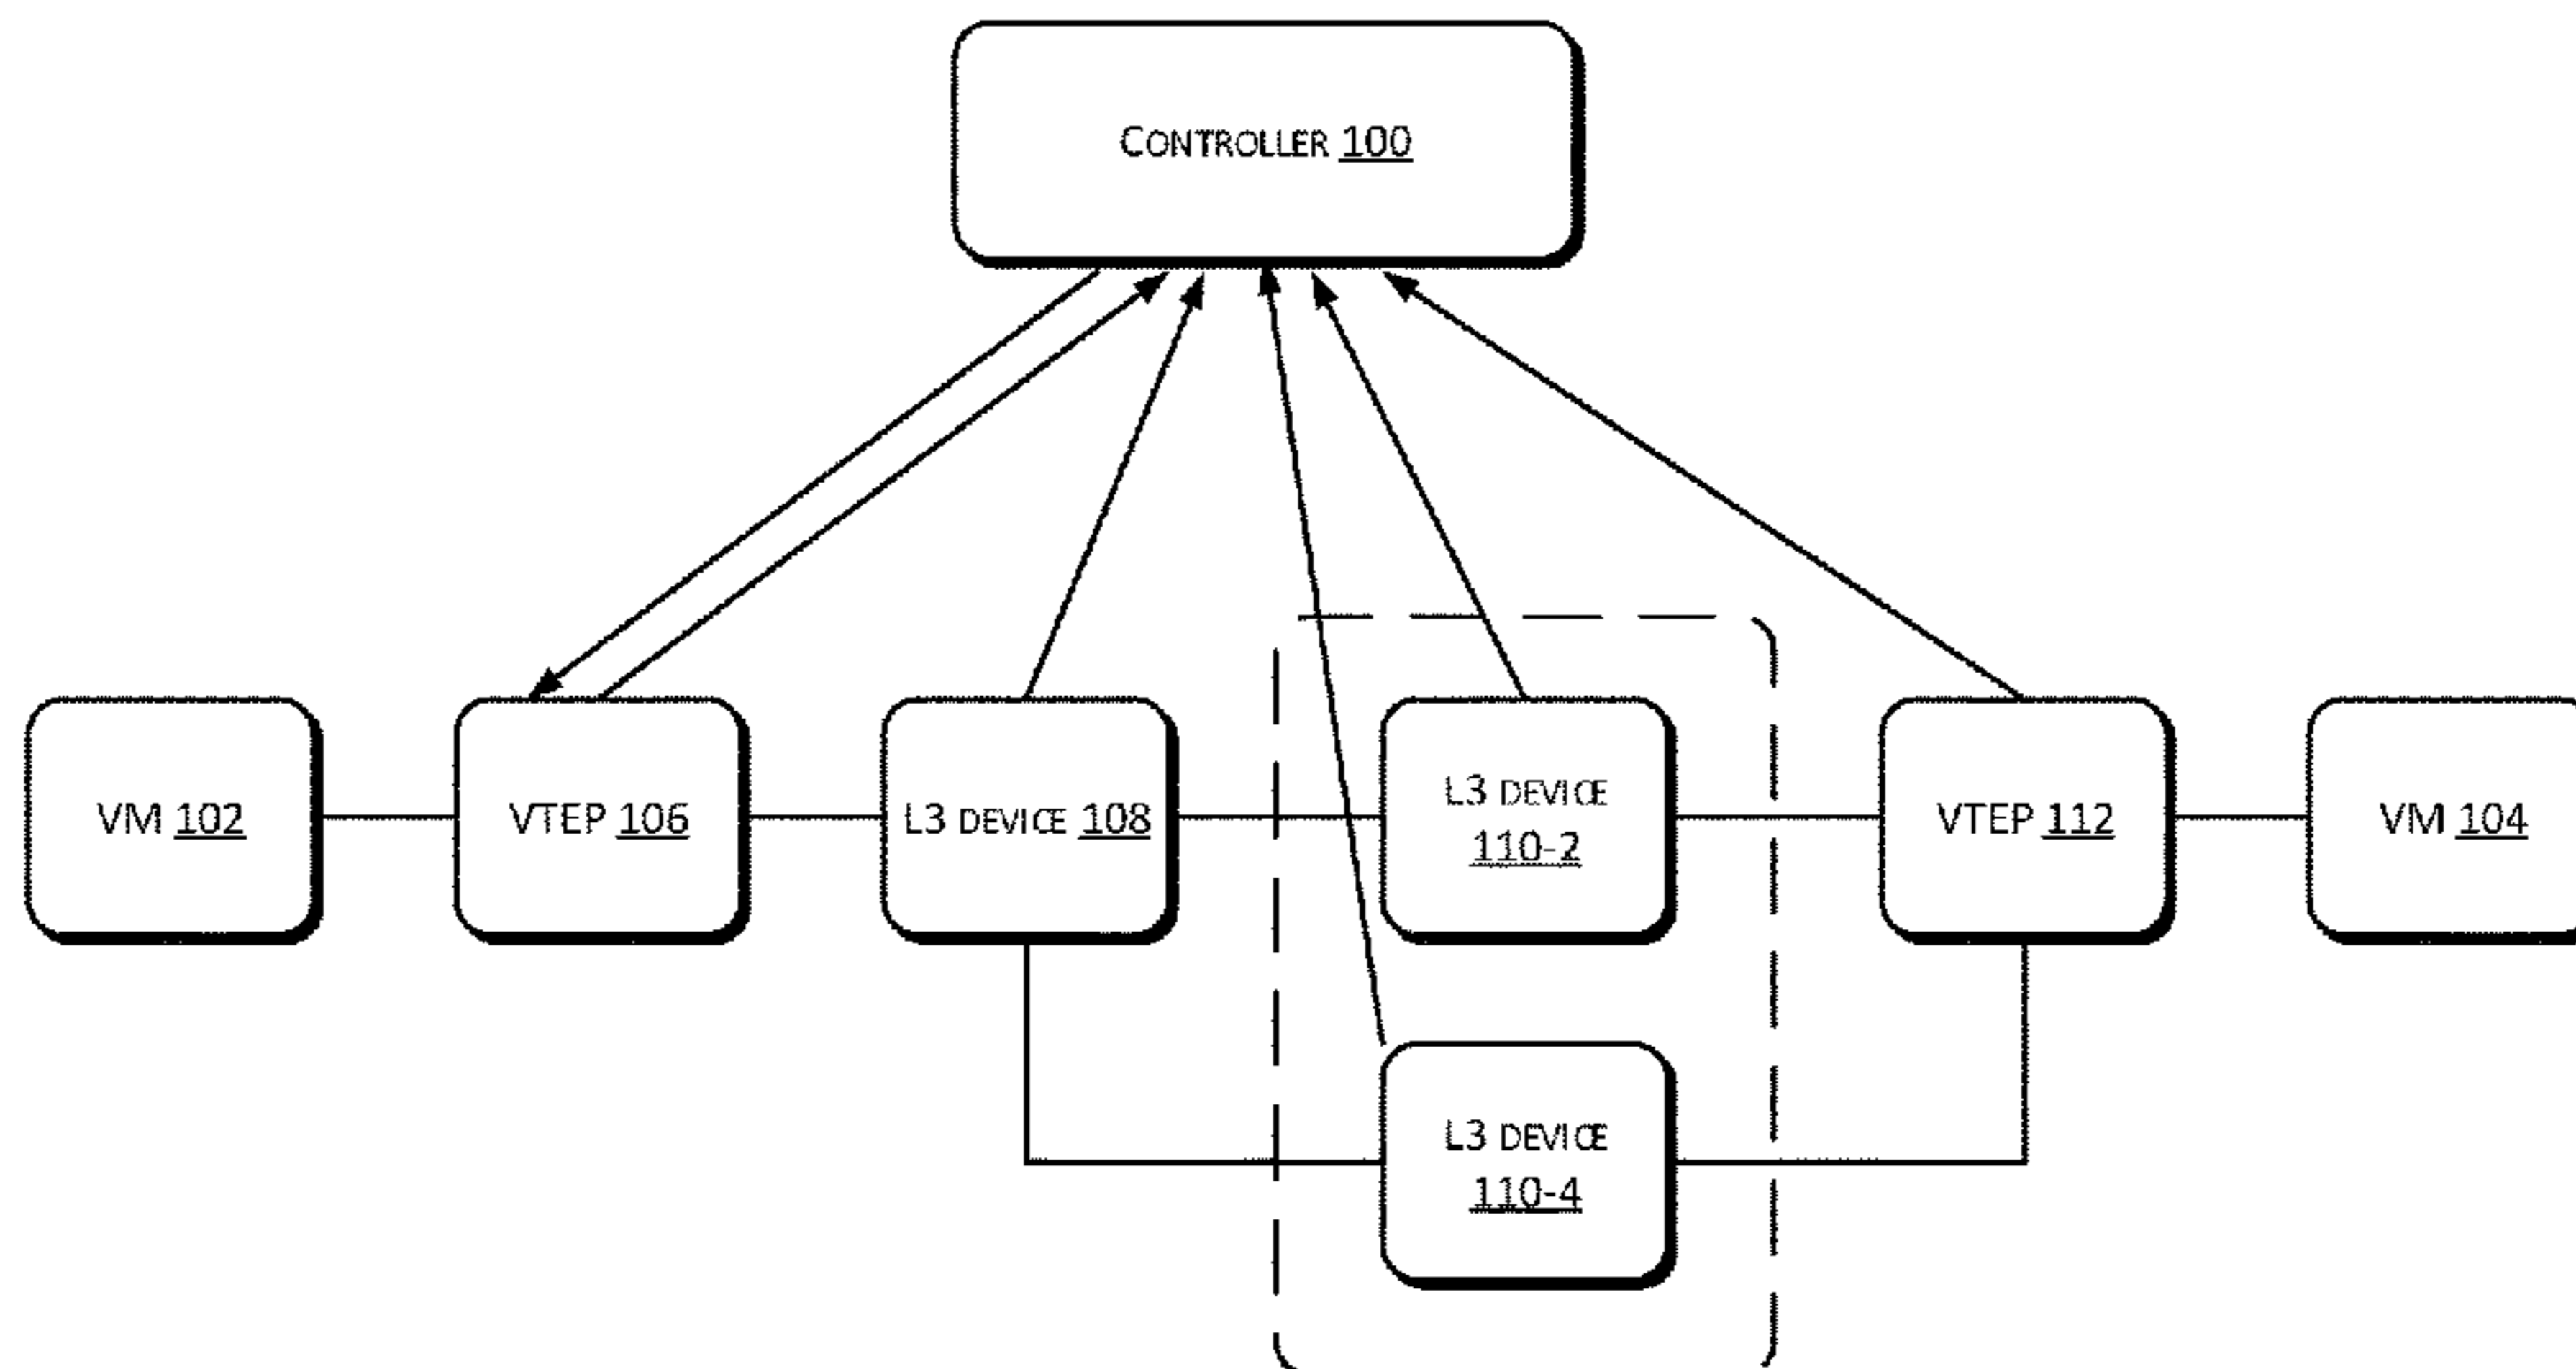 CONTROLLER 100
VM 102
VTEP 106
L3 DEVICE 108
L3 DEVICE
110-2
VTEP 112
VM 104
L3 DEVICE
110-4